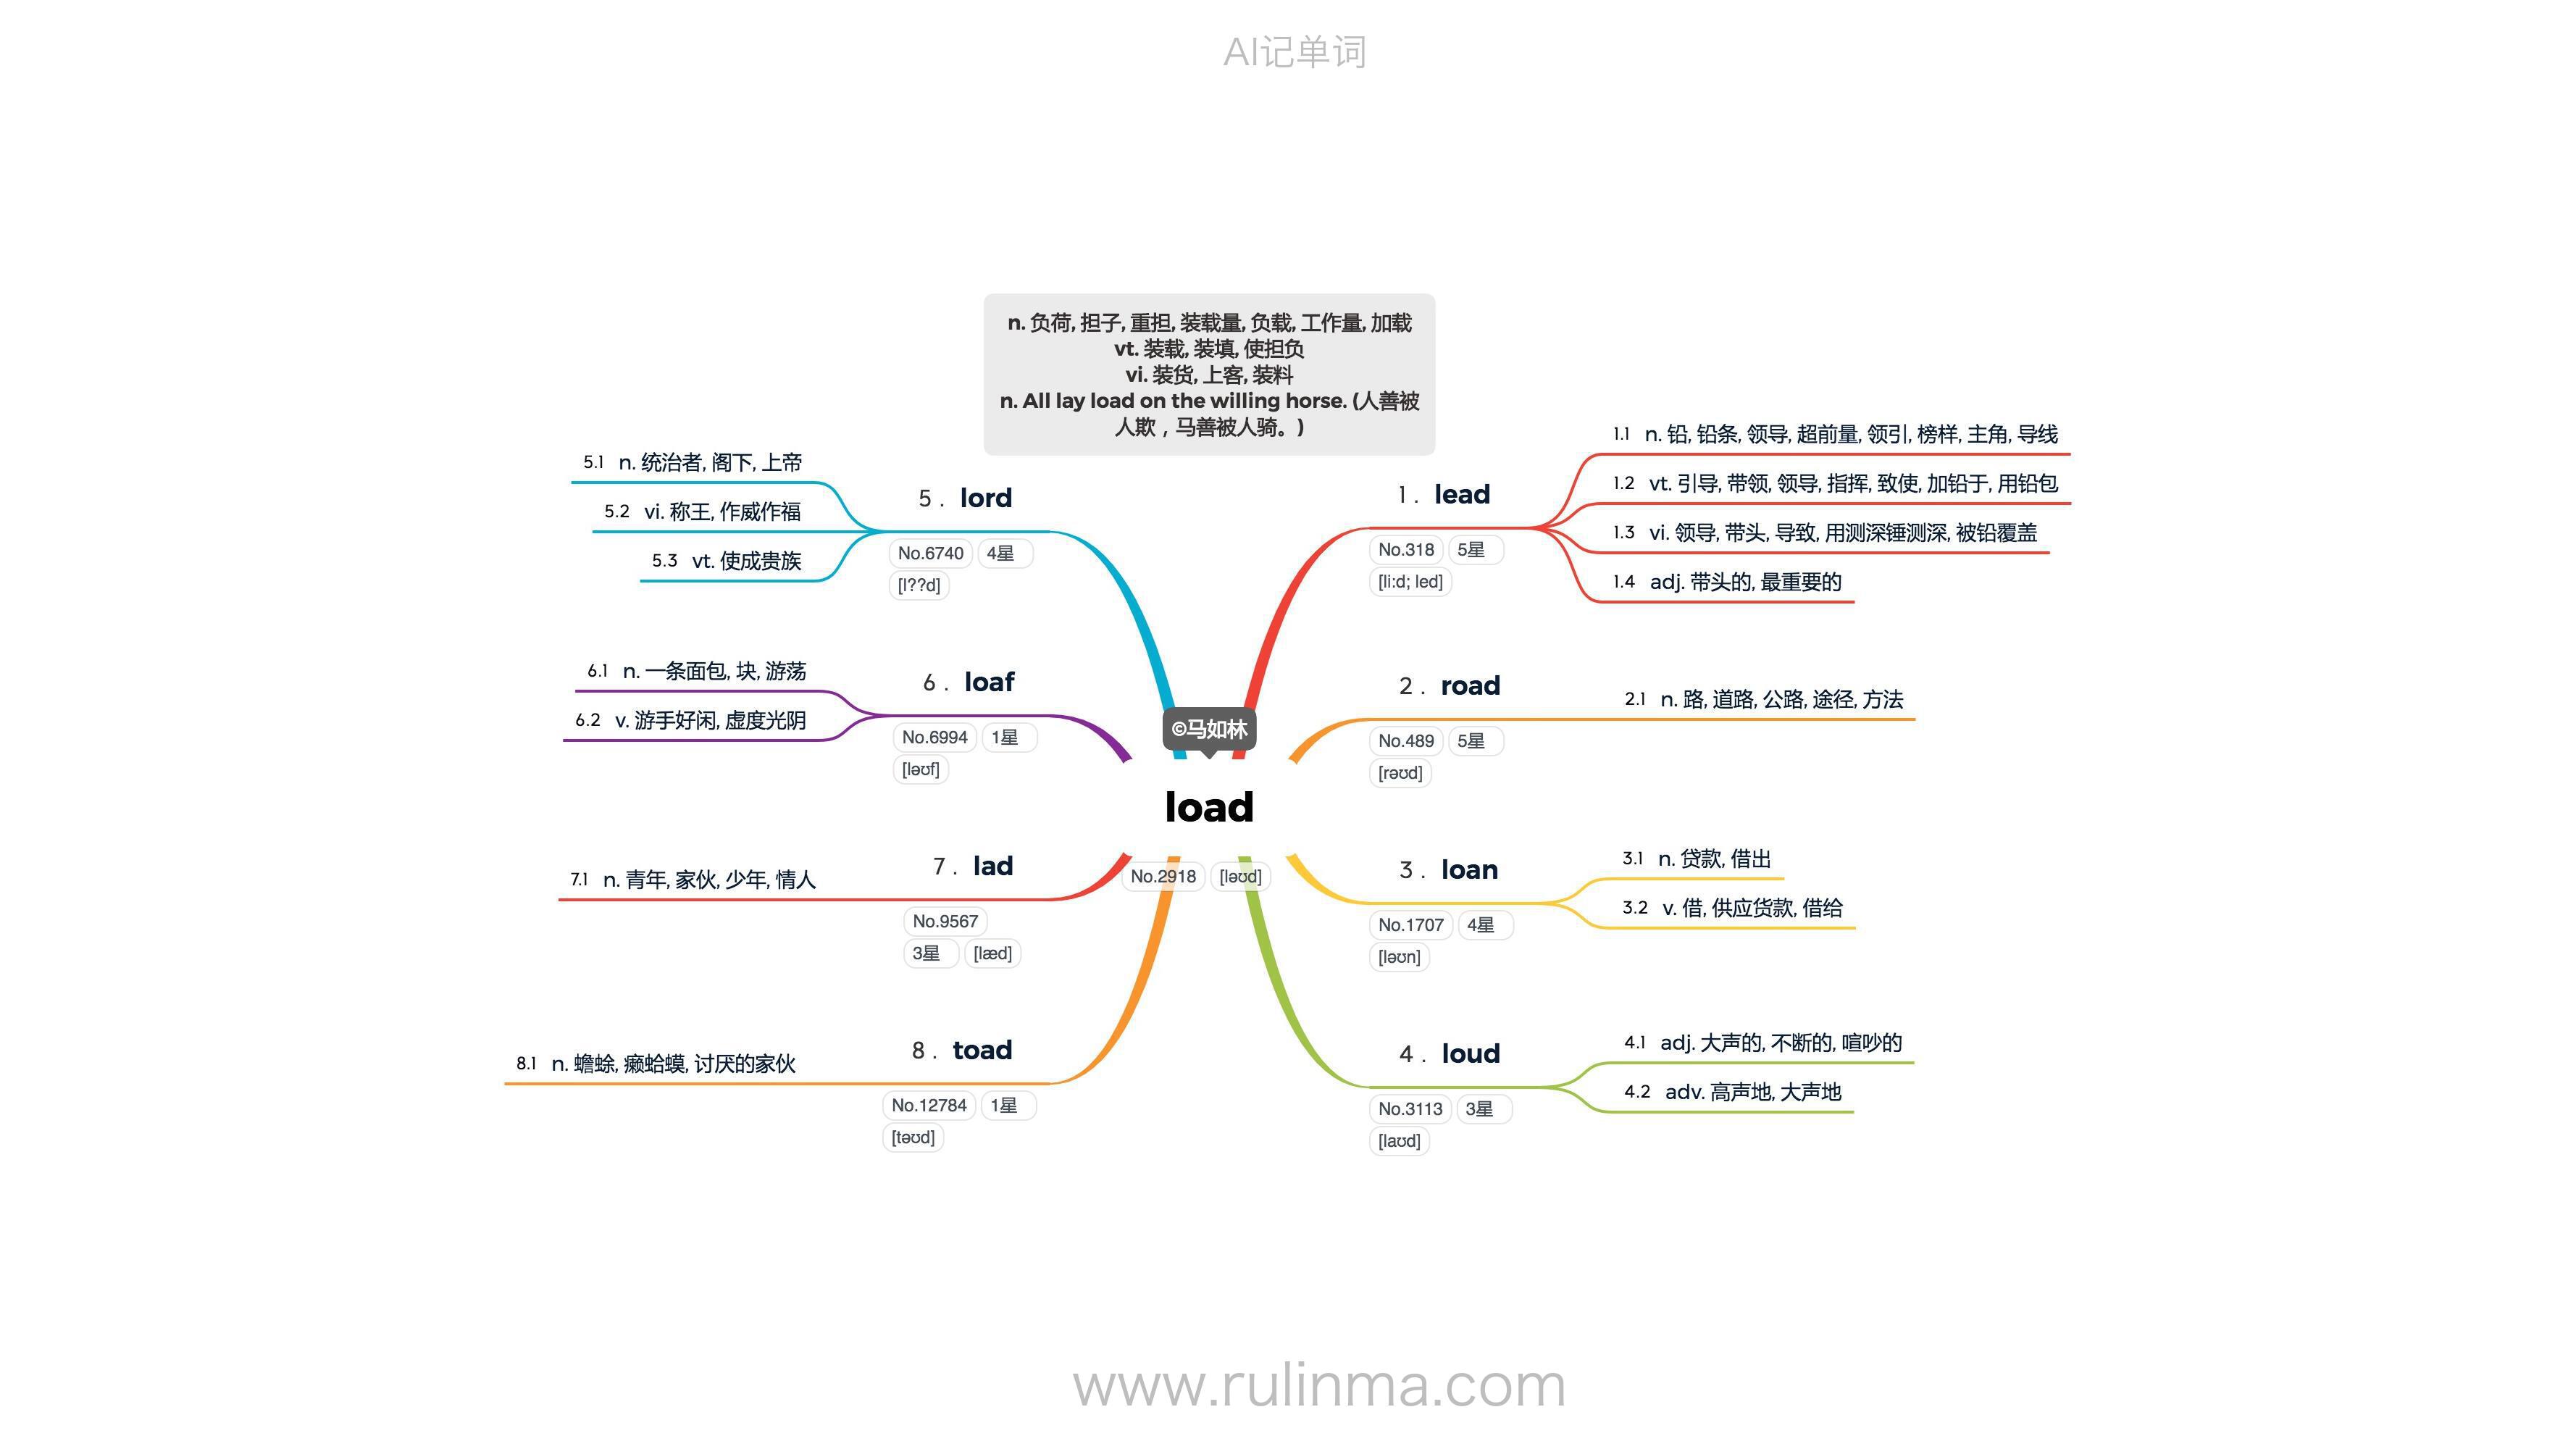 AI记单词
n. 负荷, 担子, 重担, 装载量, 负载, 工作量, 加载
vt. 装载, 装填, 使担负
vi. 装货, 上客, 装料
n. All lay load on the willing horse. (人善被
人欺，马善被人骑。)
©马如林
load
No.2918 [ləʊd]
1. lead
No.318 5星
[li:d; led]
1.1 n. 铅, 铅条, 领导, 超前量, 领引, 榜样, 主角, 导线
1.2 vt. 引导, 带领, 领导, 指挥, 致使, 加铅于, 用铅包
1.3 vi. 领导, 带头, 导致, 用测深锤测深, 被铅覆盖
1.4 adj. 带头的, 最重要的
2. road
No.489 5星
[rəʊd]
2.1 n. 路, 道路, 公路, 途径, 方法
3. loan
No.1707 4星
[ləʊn]
3.1 n. 贷款, 借出
3.2 v. 借, 供应货款, 借给
4. loud
No.3113 3星
[laʊd]
4.1 adj. 大声的, 不断的, 喧吵的
4.2 adv. 高声地, 大声地
5. lord
No.6740 4星
[l??d]
5.1 n. 统治者, 阁下, 上帝
5.2 vi. 称王, 作威作福
5.3 vt. 使成贵族
6. loaf
No.6994 1星
[ləʊf]
6.1 n. 一条面包, 块, 游荡
6.2 v. 游手好闲, 虚度光阴
7. lad
No.9567
3星 [læd]
7.1 n. 青年, 家伙, 少年, 情人
8. toad
No.12784 1星
[təʊd]
8.1 n. 蟾蜍, 癞蛤蟆, 讨厌的家伙
www.rulinma.com